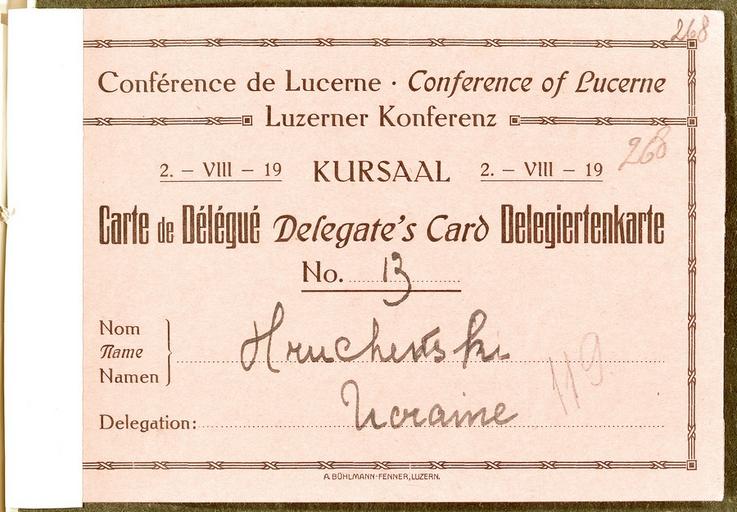 268
Conférence de Lucerne · Conference of Lucerne
Luzerner Konferenz
268
2. – VIII – 19 KURSAAL 2. – VIII – 19
Carte de Délégué Delegate's Card Delegiertenkarte
No. 13
Nom
Name
Namen
Hruchewski
119.
Delegation: Ucraine
A. BÜHLMANN-FENNER, LUZERN.